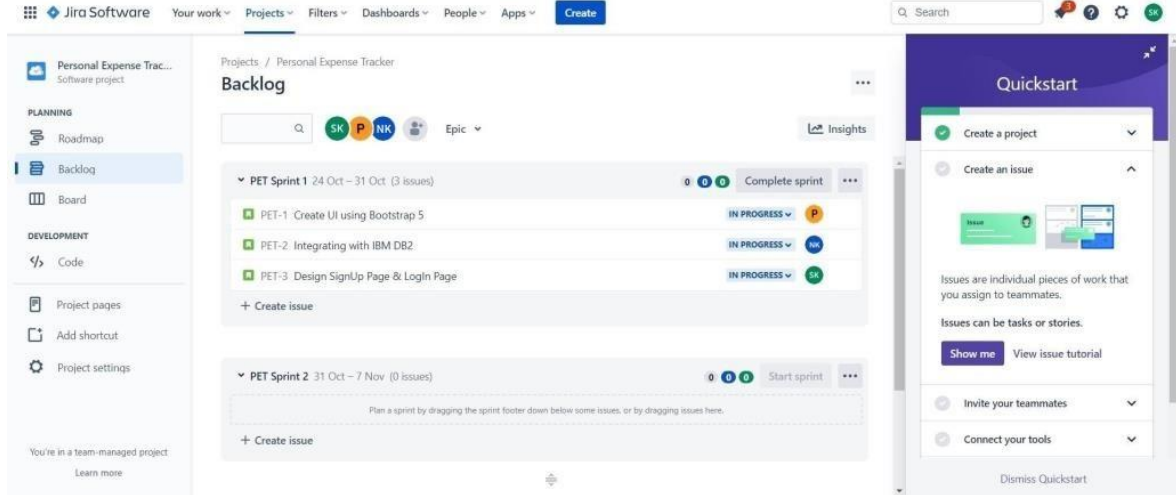 Jira Software Your work Projects Filters Dashboards People Apps Create Search 3 SK
Personal Expense Trac...
Software project
PLANNING
Roadmap
Backlog
Board
DEVELOPMENT
Code
Project pages
Add shortcut
Project settings
You're in a team-managed project
Learn more
Projects / Personal Expense Tracker
Backlog
SK P NK Epic Insights
PET Sprint 1 24 Oct – 31 Oct (3 issues) 0 0 0 Complete sprint
PET-1 Create UI using Bootstrap 5 IN PROGRESS P
PET-2 Integrating with IBM DB2 IN PROGRESS NK
PET-3 Design SignUp Page & LogIn Page IN PROGRESS SK
+ Create issue
PET Sprint 2 31 Oct – 7 Nov (0 issues) 0 0 0 Start sprint
Plan a sprint by dragging the sprint footer down below some issues, or by dragging issues here.
+ Create issue
Quickstart
Create a project
Create an issue
Issue
Issues are individual pieces of work that
you assign to teammates.
Issues can be tasks or stories.
Show me View issue tutorial
Invite your teammates
Connect your tools
Dismiss Quickstart